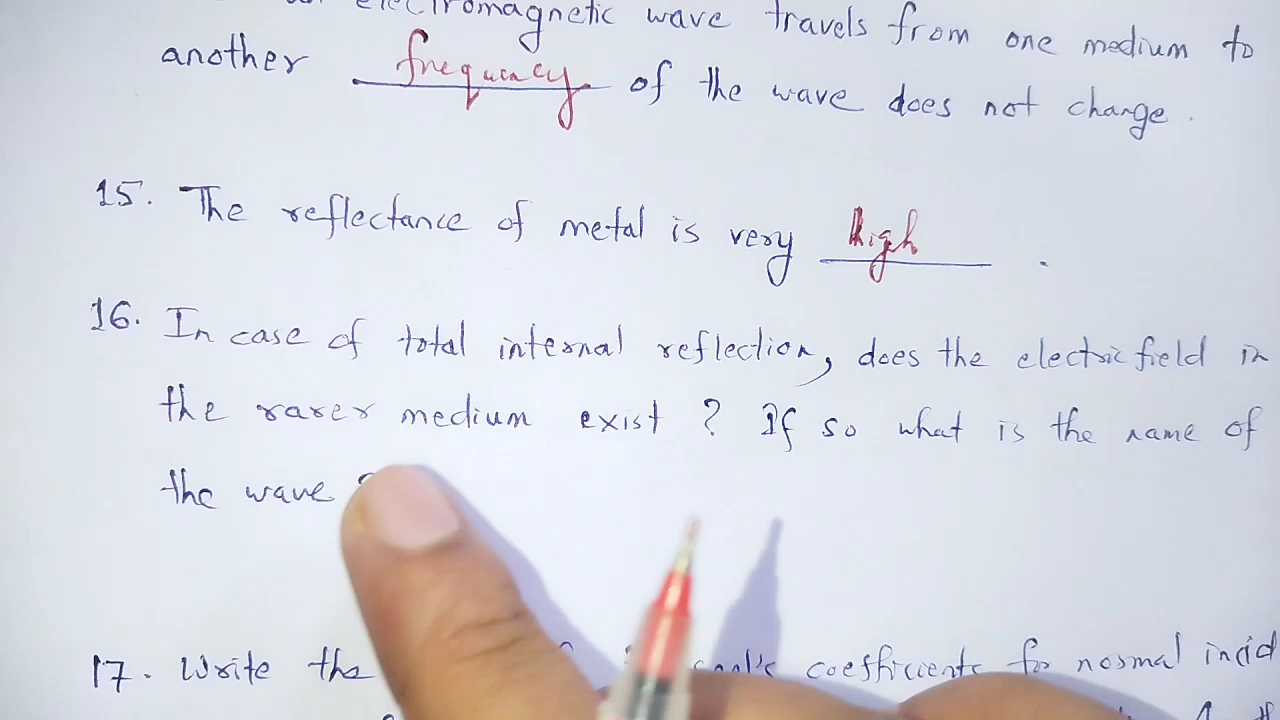 electromagnetic wave travels from one medium to
another frequency of the wave does not change.
15. The reflectance of metal is very high .
16. In case of total internal reflection, does the electric field in
the rarer medium exist ? If so what is the name of
the wave ?
17. Write the coefficients for normal incid